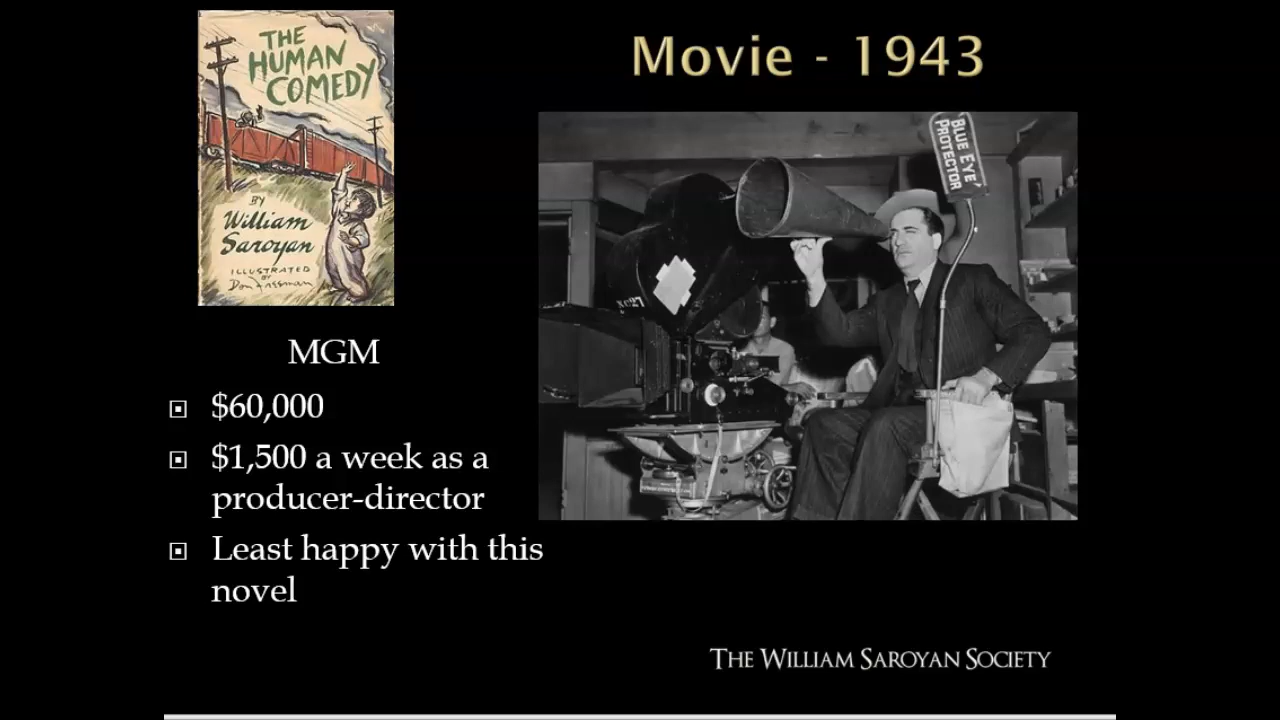 THE
HUMAN
COMEDY
BY
William
Saroyan
ILLUSTRATED
BY
Don
Movie - 1943
BLUE EYE
PROTECTOR
MGM
$60,000
$1,500 a week as a
producer-director
Least happy with this
novel
THE WILLIAM SAROYAN SOCIETY